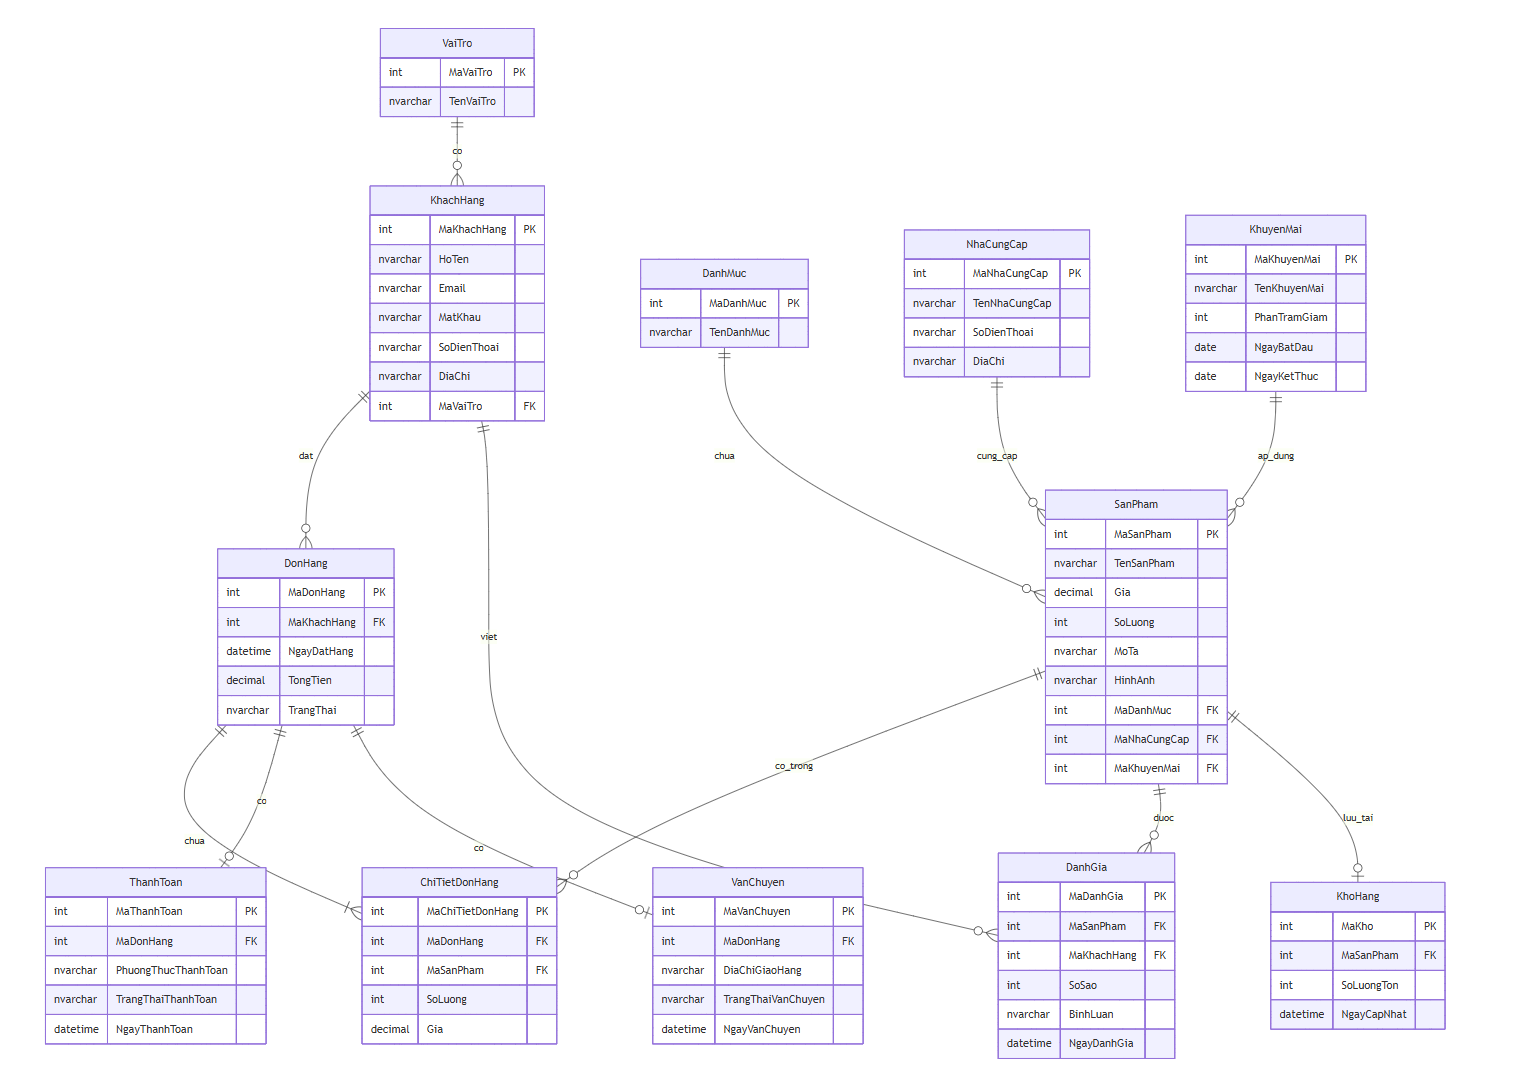 VaiTro
int MaVaiTro PK
nvarchar TenVaiTro
co
KhachHang
int MaKhachHang PK
nvarchar HoTen
nvarchar Email
nvarchar MatKhau
nvarchar SoDienThoai
nvarchar DiaChi
int MaVaiTro FK
DanhMuc
int MaDanhMuc PK
nvarchar TenDanhMuc
NhaCungCap
int MaNhaCungCap PK
nvarchar TenNhaCungCap
nvarchar SoDienThoai
nvarchar DiaChi
KhuyenMai
int MaKhuyenMai PK
nvarchar TenKhuyenMai
int PhanTramGiam
date NgayBatDau
date NgayKetThuc
dat
chua
cung_cap
ap_dung
SanPham
int MaSanPham PK
nvarchar TenSanPham
decimal Gia
int SoLuong
nvarchar MoTa
nvarchar HinhAnh
int MaDanhMuc FK
int MaNhaCungCap FK
int MaKhuyenMai FK
DonHang
int MaDonHang PK
int MaKhachHang FK
datetime NgayDatHang
decimal TongTien
nvarchar TrangThai
viet
co_trong
co
duoc
luu_tai
chua
co
ThanhToan
int MaThanhToan PK
int MaDonHang FK
nvarchar PhuongThucThanhToan
nvarchar TrangThaiThanhToan
datetime NgayThanhToan
ChiTietDonHang
int MaChiTietDonHang PK
int MaDonHang FK
int MaSanPham FK
int SoLuong
decimal Gia
VanChuyen
int MaVanChuyen PK
int MaDonHang FK
nvarchar DiaChiGiaoHang
nvarchar TrangThaiVanChuyen
datetime NgayVanChuyen
DanhGia
int MaDanhGia PK
int MaSanPham FK
int MaKhachHang FK
int SoSao
nvarchar BinhLuan
datetime NgayDanhGia
KhoHang
int MaKho PK
int MaSanPham FK
int SoLuongTon
datetime NgayCapNhat